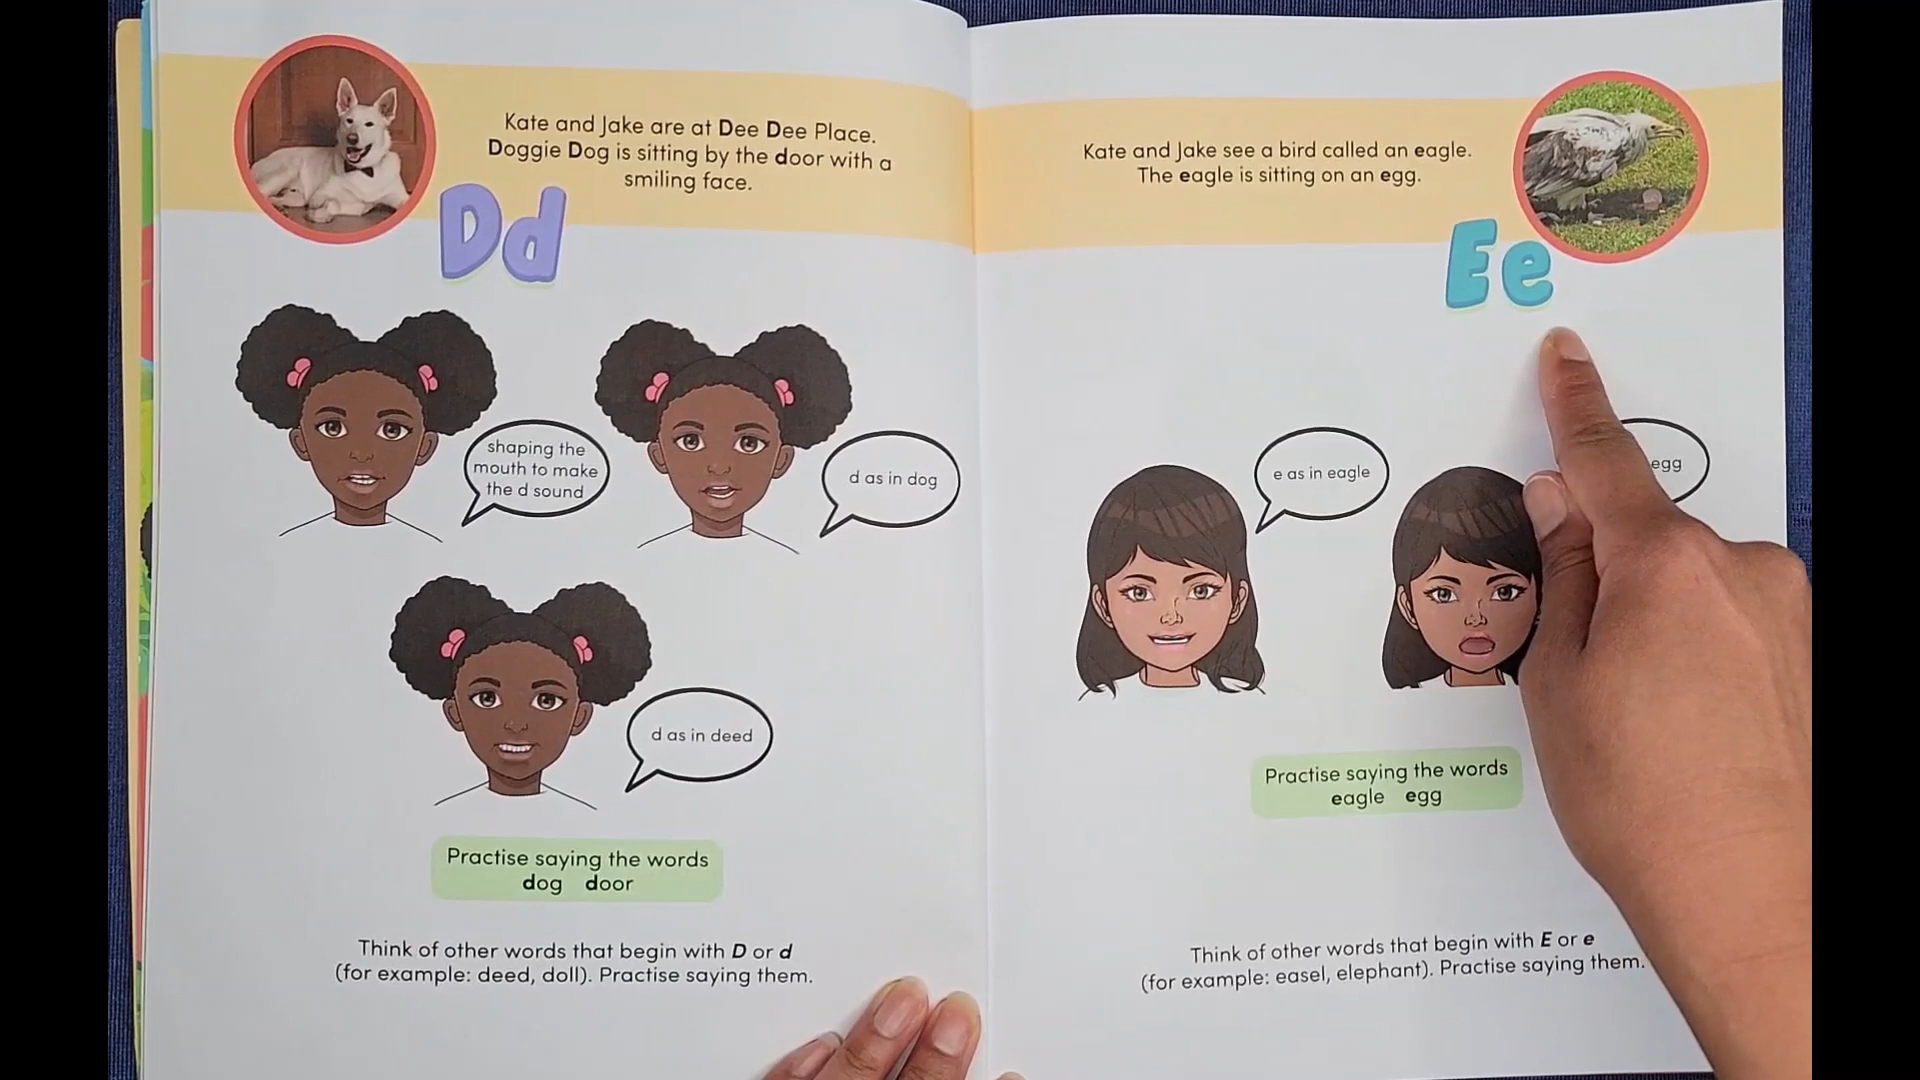 Kate and Jake are at Dee Dee Place.
Doggie Dog is sitting by the door with a
smiling face.
Dd
shaping the
mouth to make
the d sound
d as in dog
d as in deed
Practise saying the words
dog door
Think of other words that begin with D or d
(for example: deed, doll). Practise saying them.
Kate and Jake see a bird called an eagle.
The eagle is sitting on an egg.
Ee
e as in eagle
egg
Practise saying the words
eagle egg
Think of other words that begin with E or e
(for example: easel, elephant). Practise saying them.